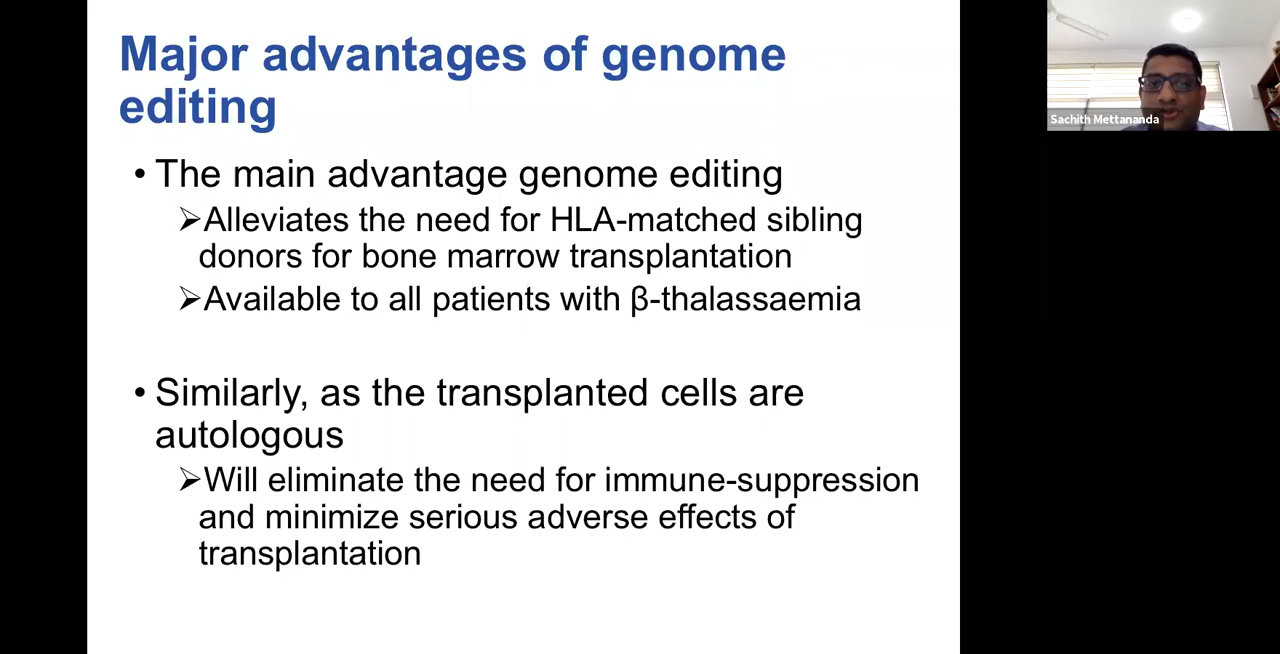 Major advantages of genome
editing
• The main advantage genome editing
➢Alleviates the need for HLA-matched sibling
donors for bone marrow transplantation
➢Available to all patients with β-thalassaemia
• Similarly, as the transplanted cells are
autologous
➢Will eliminate the need for immune-suppression
and minimize serious adverse effects of
transplantation
Sachith Mettananda